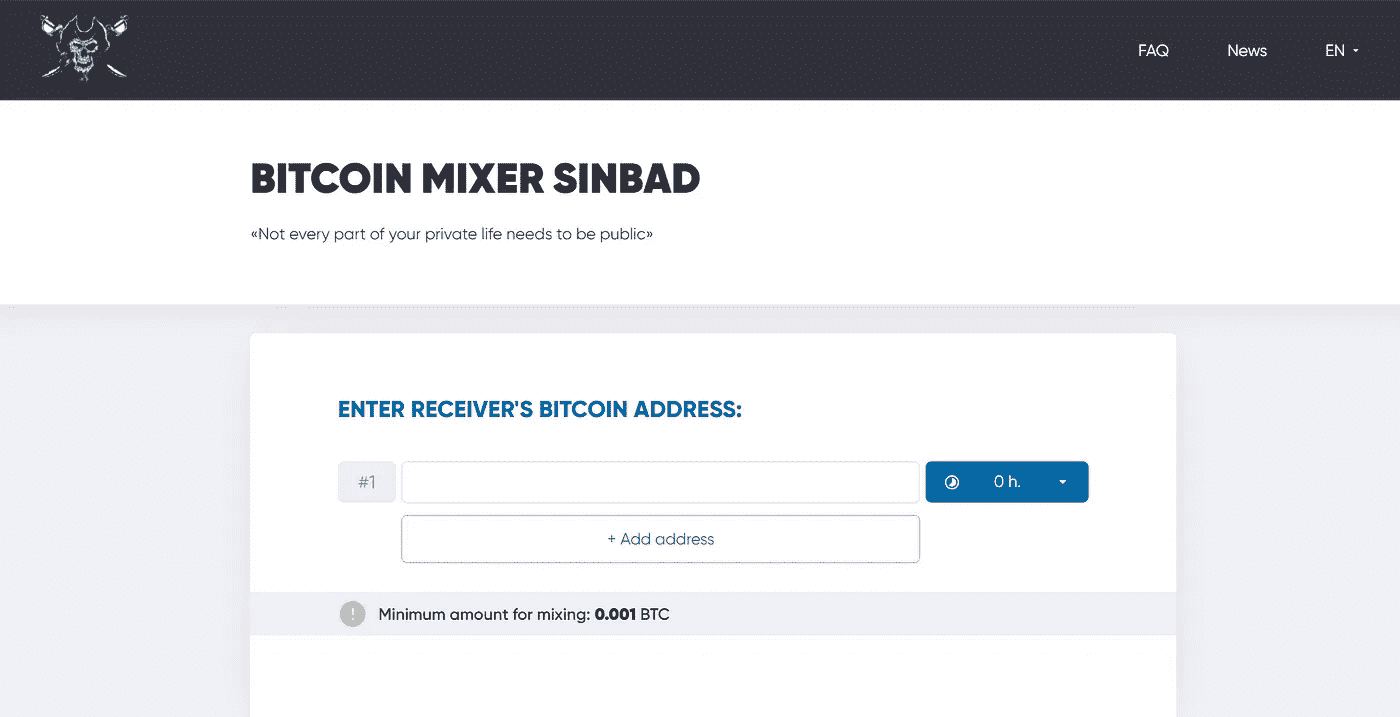 FAQ News EN
BITCOIN MIXER SINBAD
«Not every part of your private life needs to be public»
ENTER RECEIVER'S BITCOIN ADDRESS:
#1 0 h.
+ Add address
! Minimum amount for mixing: 0.001 BTC